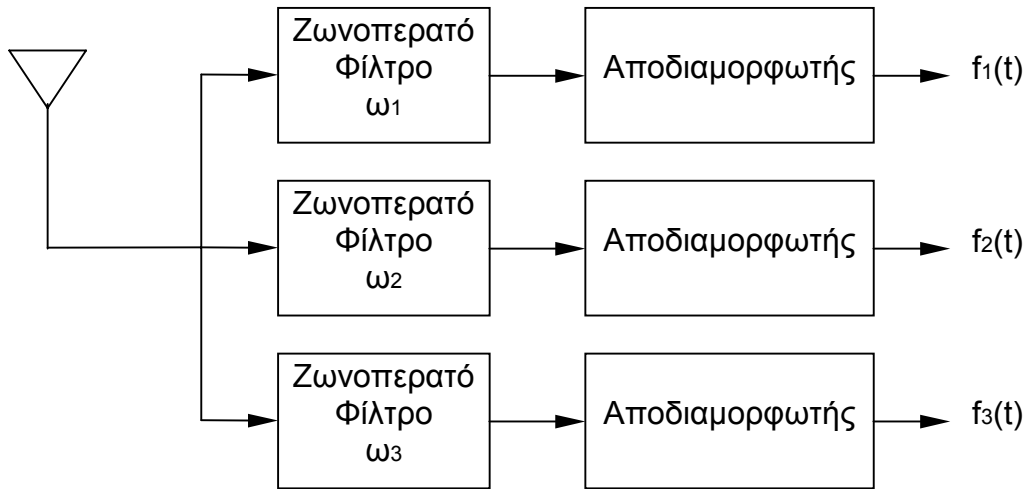 Ζωνοπερατό
Φίλτρο
ω1
Αποδιαμορφωτής
f1(t)
Ζωνοπερατό
Φίλτρο
ω2
Αποδιαμορφωτής
f2(t)
Ζωνοπερατό
Φίλτρο
ω3
Αποδιαμορφωτής
f3(t)